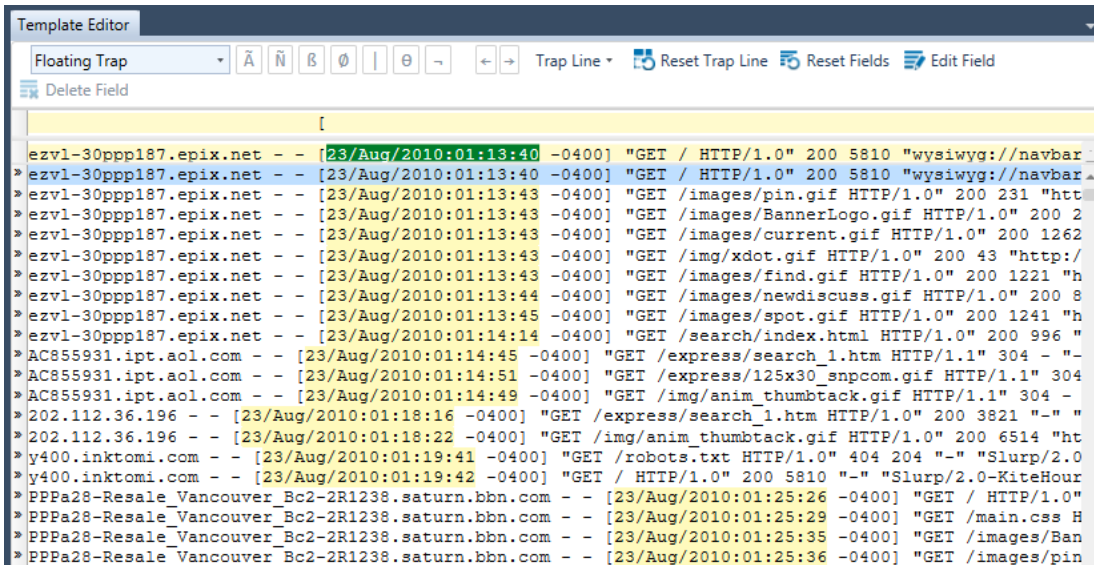 Template Editor
Floating Trap Ã Ñ ß Ø | Θ ¬ ← → Trap Line Reset Trap Line Reset Fields Edit Field
Delete Field
[
ezvl-30ppp187.epix.net - - [23/Aug/2010:01:13:40 -0400] "GET / HTTP/1.0" 200 5810 "wysiwyg://navbar
» ezvl-30ppp187.epix.net - - [23/Aug/2010:01:13:40 -0400] "GET / HTTP/1.0" 200 5810 "wysiwyg://navbar
» ezvl-30ppp187.epix.net - - [23/Aug/2010:01:13:43 -0400] "GET /images/pin.gif HTTP/1.0" 200 231 "htt
» ezvl-30ppp187.epix.net - - [23/Aug/2010:01:13:43 -0400] "GET /images/BannerLogo.gif HTTP/1.0" 200 2
» ezvl-30ppp187.epix.net - - [23/Aug/2010:01:13:43 -0400] "GET /images/current.gif HTTP/1.0" 200 1262
» ezvl-30ppp187.epix.net - - [23/Aug/2010:01:13:43 -0400] "GET /img/xdot.gif HTTP/1.0" 200 43 "http:/
» ezvl-30ppp187.epix.net - - [23/Aug/2010:01:13:43 -0400] "GET /images/find.gif HTTP/1.0" 200 1221 "h
» ezvl-30ppp187.epix.net - - [23/Aug/2010:01:13:44 -0400] "GET /images/newdiscuss.gif HTTP/1.0" 200 8
» ezvl-30ppp187.epix.net - - [23/Aug/2010:01:13:45 -0400] "GET /images/spot.gif HTTP/1.0" 200 1241 "h
» ezvl-30ppp187.epix.net - - [23/Aug/2010:01:14:14 -0400] "GET /search/index.html HTTP/1.0" 200 996 "
» AC855931.ipt.aol.com - - [23/Aug/2010:01:14:45 -0400] "GET /express/search_1.htm HTTP/1.1" 304 - "-
» AC855931.ipt.aol.com - - [23/Aug/2010:01:14:51 -0400] "GET /express/125x30_snpcom.gif HTTP/1.1" 304
» AC855931.ipt.aol.com - - [23/Aug/2010:01:14:49 -0400] "GET /img/anim_thumbtack.gif HTTP/1.1" 304 -
» 202.112.36.196 - - [23/Aug/2010:01:18:16 -0400] "GET /express/search_1.htm HTTP/1.0" 200 3821 "-" "
» 202.112.36.196 - - [23/Aug/2010:01:18:22 -0400] "GET /img/anim_thumbtack.gif HTTP/1.0" 200 6514 "ht
» y400.inktomi.com - - [23/Aug/2010:01:19:41 -0400] "GET /robots.txt HTTP/1.0" 404 204 "-" "Slurp/2.0
» y400.inktomi.com - - [23/Aug/2010:01:19:42 -0400] "GET / HTTP/1.0" 200 5810 "-" "Slurp/2.0-KiteHour
» PPPa28-Resale_Vancouver_Bc2-2R1238.saturn.bbn.com - - [23/Aug/2010:01:25:26 -0400] "GET / HTTP/1.0"
» PPPa28-Resale_Vancouver_Bc2-2R1238.saturn.bbn.com - - [23/Aug/2010:01:25:29 -0400] "GET /main.css H
» PPPa28-Resale_Vancouver_Bc2-2R1238.saturn.bbn.com - - [23/Aug/2010:01:25:35 -0400] "GET /images/Ban
» PPPa28-Resale_Vancouver_Bc2-2R1238.saturn.bbn.com - - [23/Aug/2010:01:25:36 -0400] "GET /images/pin